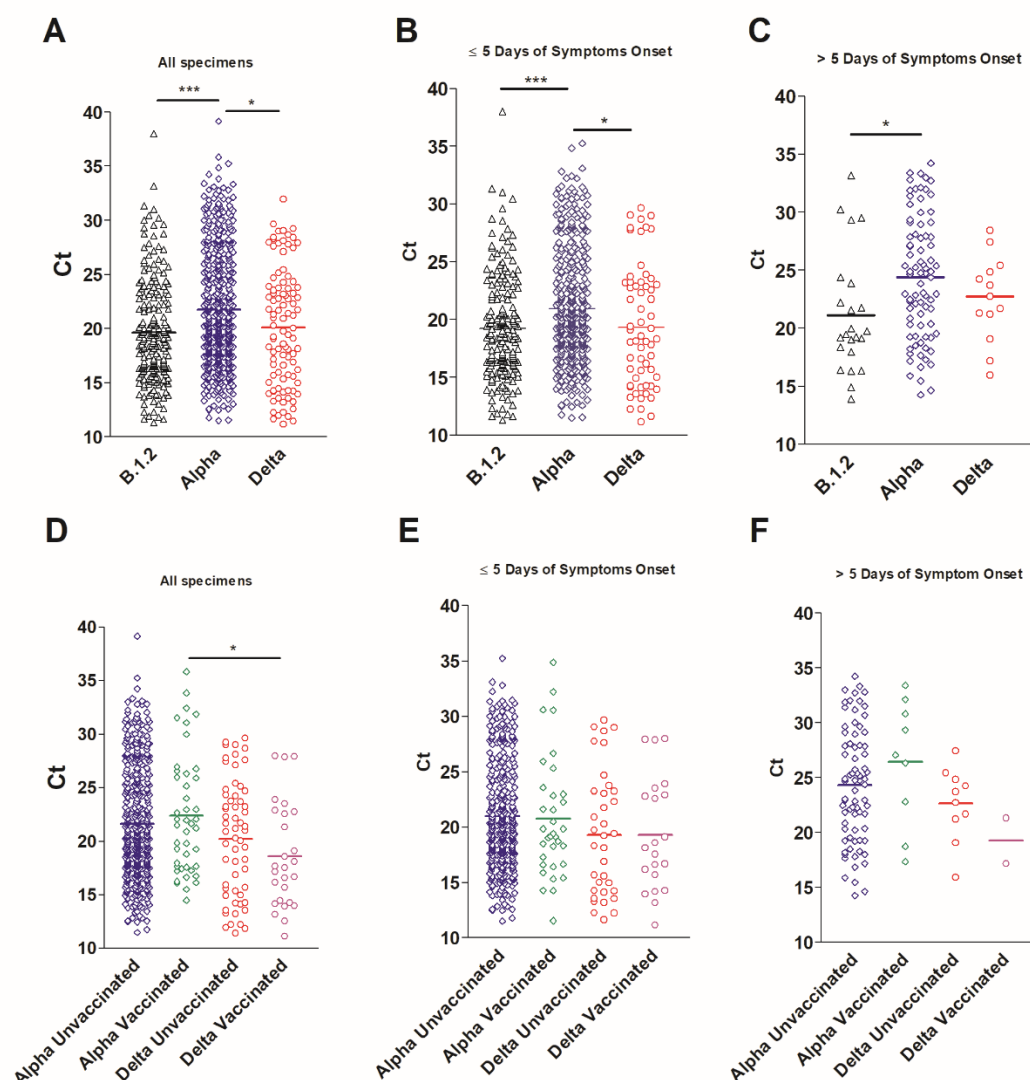 A
All specimens
***
*
40
35
30
25
20
15
10
Ct
B.1.2
Alpha
Delta
B
≤ 5 Days of Symptoms Onset
***
*
40
35
30
25
20
15
10
Ct
B.1.2
Alpha
Delta
C
> 5 Days of Symptoms Onset
*
40
35
30
25
20
15
10
Ct
B.1.2
Alpha
Delta
D
All specimens
*
40
35
30
25
20
15
10
Ct
Alpha Unvaccinated
Alpha Vaccinated
Delta Unvaccinated
Delta Vaccinated
E
≤ 5 Days of Symptoms Onset
40
35
30
25
20
15
10
Ct
Alpha Unvaccinated
Alpha Vaccinated
Delta Unvaccinated
Delta Vaccinated
F
> 5 Days of Symptom Onset
40
35
30
25
20
15
10
Ct
Alpha Unvaccinated
Alpha Vaccinated
Delta Unvaccinated
Delta Vaccinated